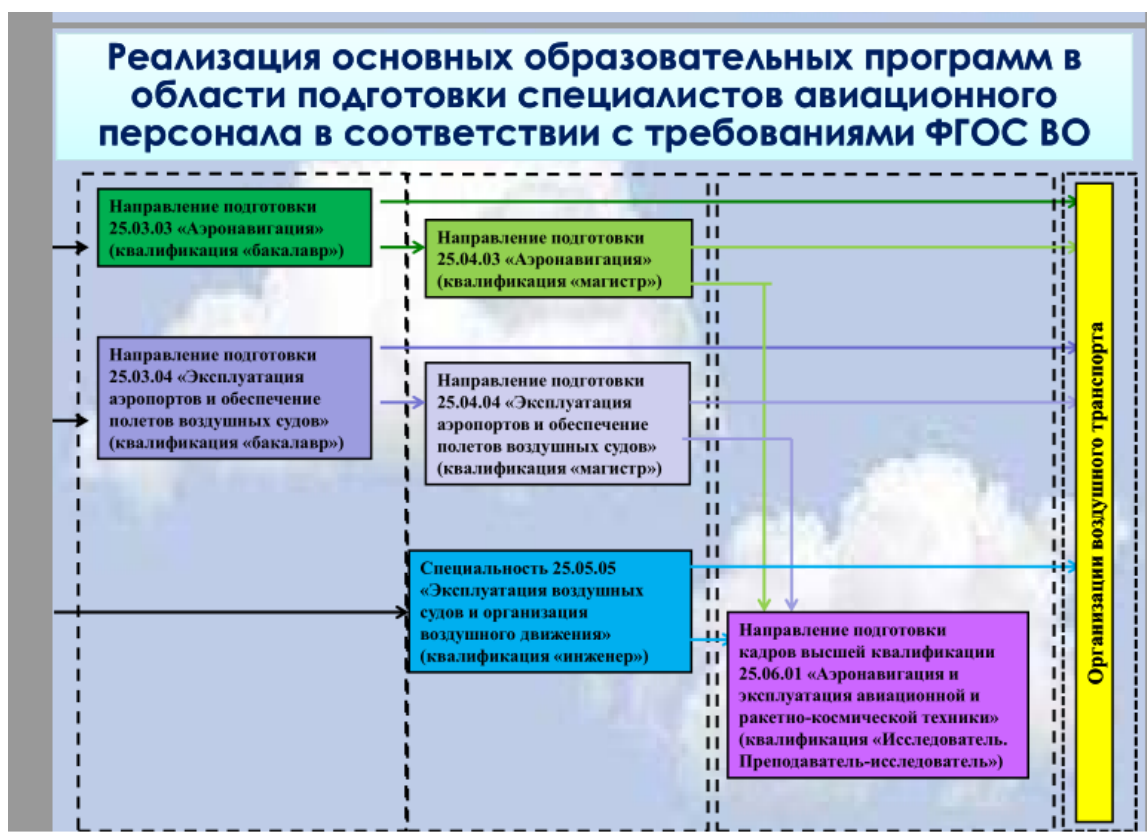 Реализация основных образовательных программ в
области подготовки специалистов авиационного
персонала в соответствии с требованиями ФГОС ВО
Направление подготовки
25.03.03 «Аэронавигация»
(квалификация «бакалавр»)
Направление подготовки
25.04.03 «Аэронавигация»
(квалификация «магистр»)
Направление подготовки
25.03.04 «Эксплуатация
аэропортов и обеспечение
полетов воздушных судов»
(квалификация «бакалавр»)
Направление подготовки
25.04.04 «Эксплуатация
аэропортов и обеспечение
полетов воздушных судов»
(квалификация «магистр»)
Специальность 25.05.05
«Эксплуатация воздушных
судов и организация
воздушного движения»
(квалификация «инженер»)
Направление подготовки
кадров высшей квалификации
25.06.01 «Аэронавигация и
эксплуатация авиационной и
ракетно-космической техники»
(квалификация «Исследователь.
Преподаватель-исследователь»)
Организации воздушного транспорта